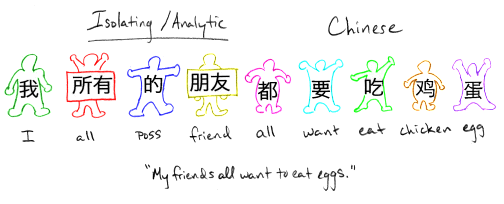 Isolating/Analytic Chinese
我 所有 的 朋友 都 要 吃 鸡 蛋
I all poss friend all want eat chicken egg
"My friends all want to eat eggs."